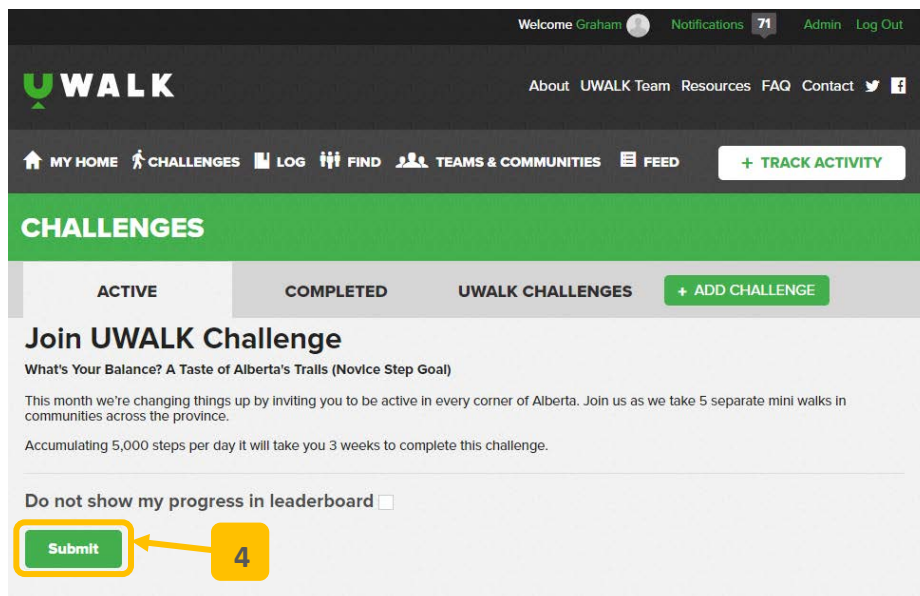 Welcome Graham Notifications 71 Admin Log Out
UWALK
About UWALK Team Resources FAQ Contact
MY HOME CHALLENGES LOG FIND TEAMS & COMMUNITIES FEED + TRACK ACTIVITY
CHALLENGES
ACTIVE COMPLETED UWALK CHALLENGES + ADD CHALLENGE
Join UWALK Challenge
What's Your Balance? A Taste of Alberta's Trails (Novice Step Goal)
This month we're changing things up by inviting you to be active in every corner of Alberta. Join us as we take 5 separate mini walks in
communities across the province.
Accumulating 5,000 steps per day it will take you 3 weeks to complete this challenge.
Do not show my progress in leaderboard
Submit
4